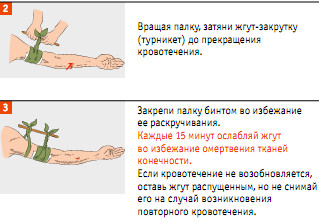 2
Вращая палку, затяни жгут-закрутку
(турникет) до прекращения
кровотечения.
3
Закрепи палку бинтом во избежание
ее раскручивания.
Каждые 15 минут ослабляй жгут
во избежание омертвения тканей
конечности.
Если кровотечение не возобновляется,
оставь жгут распущенным, но не снимай
его на случай возникновения
повторного кровотечения.